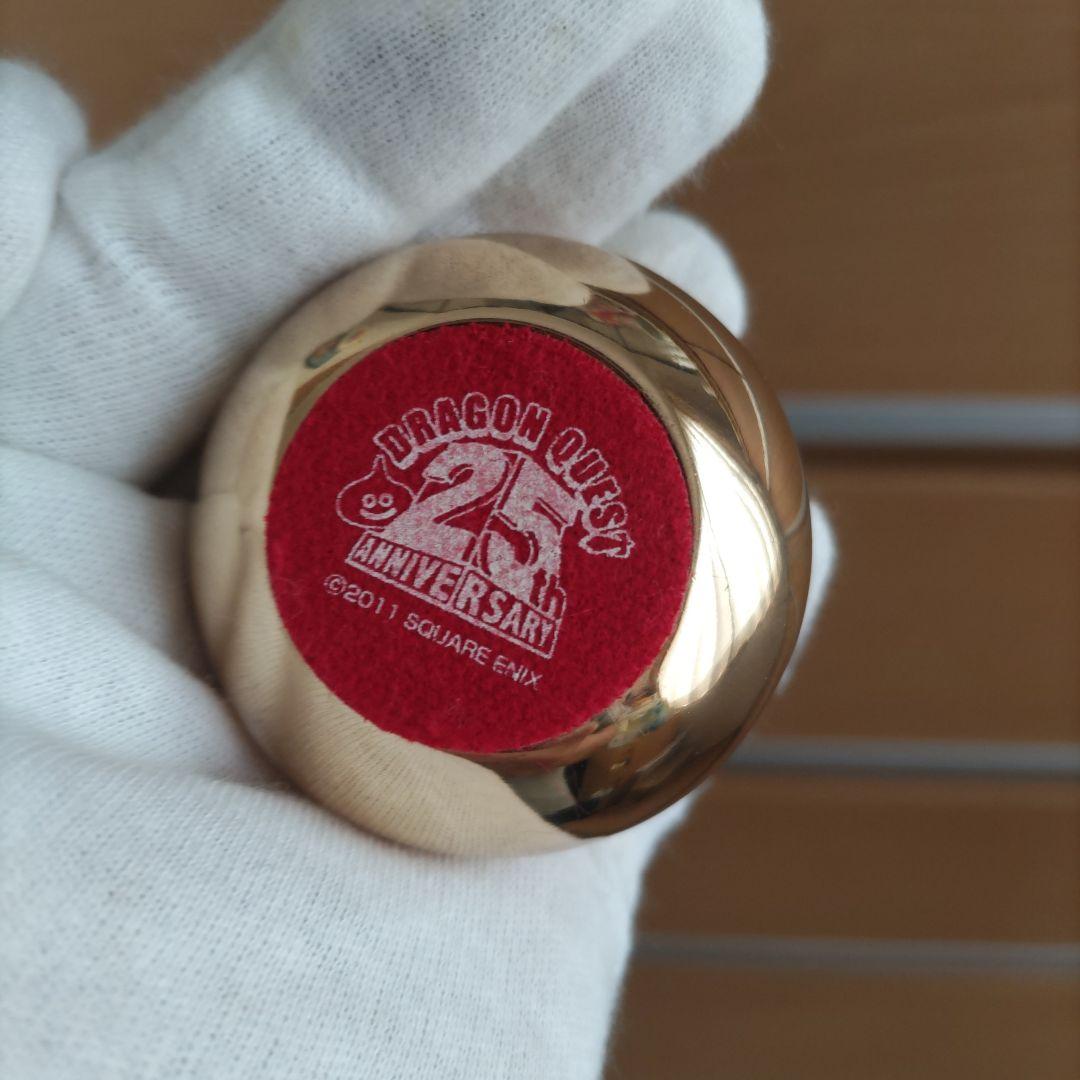 DRAGON QUEST
25th
ANNIVERSARY
©2011 SQUARE ENIX